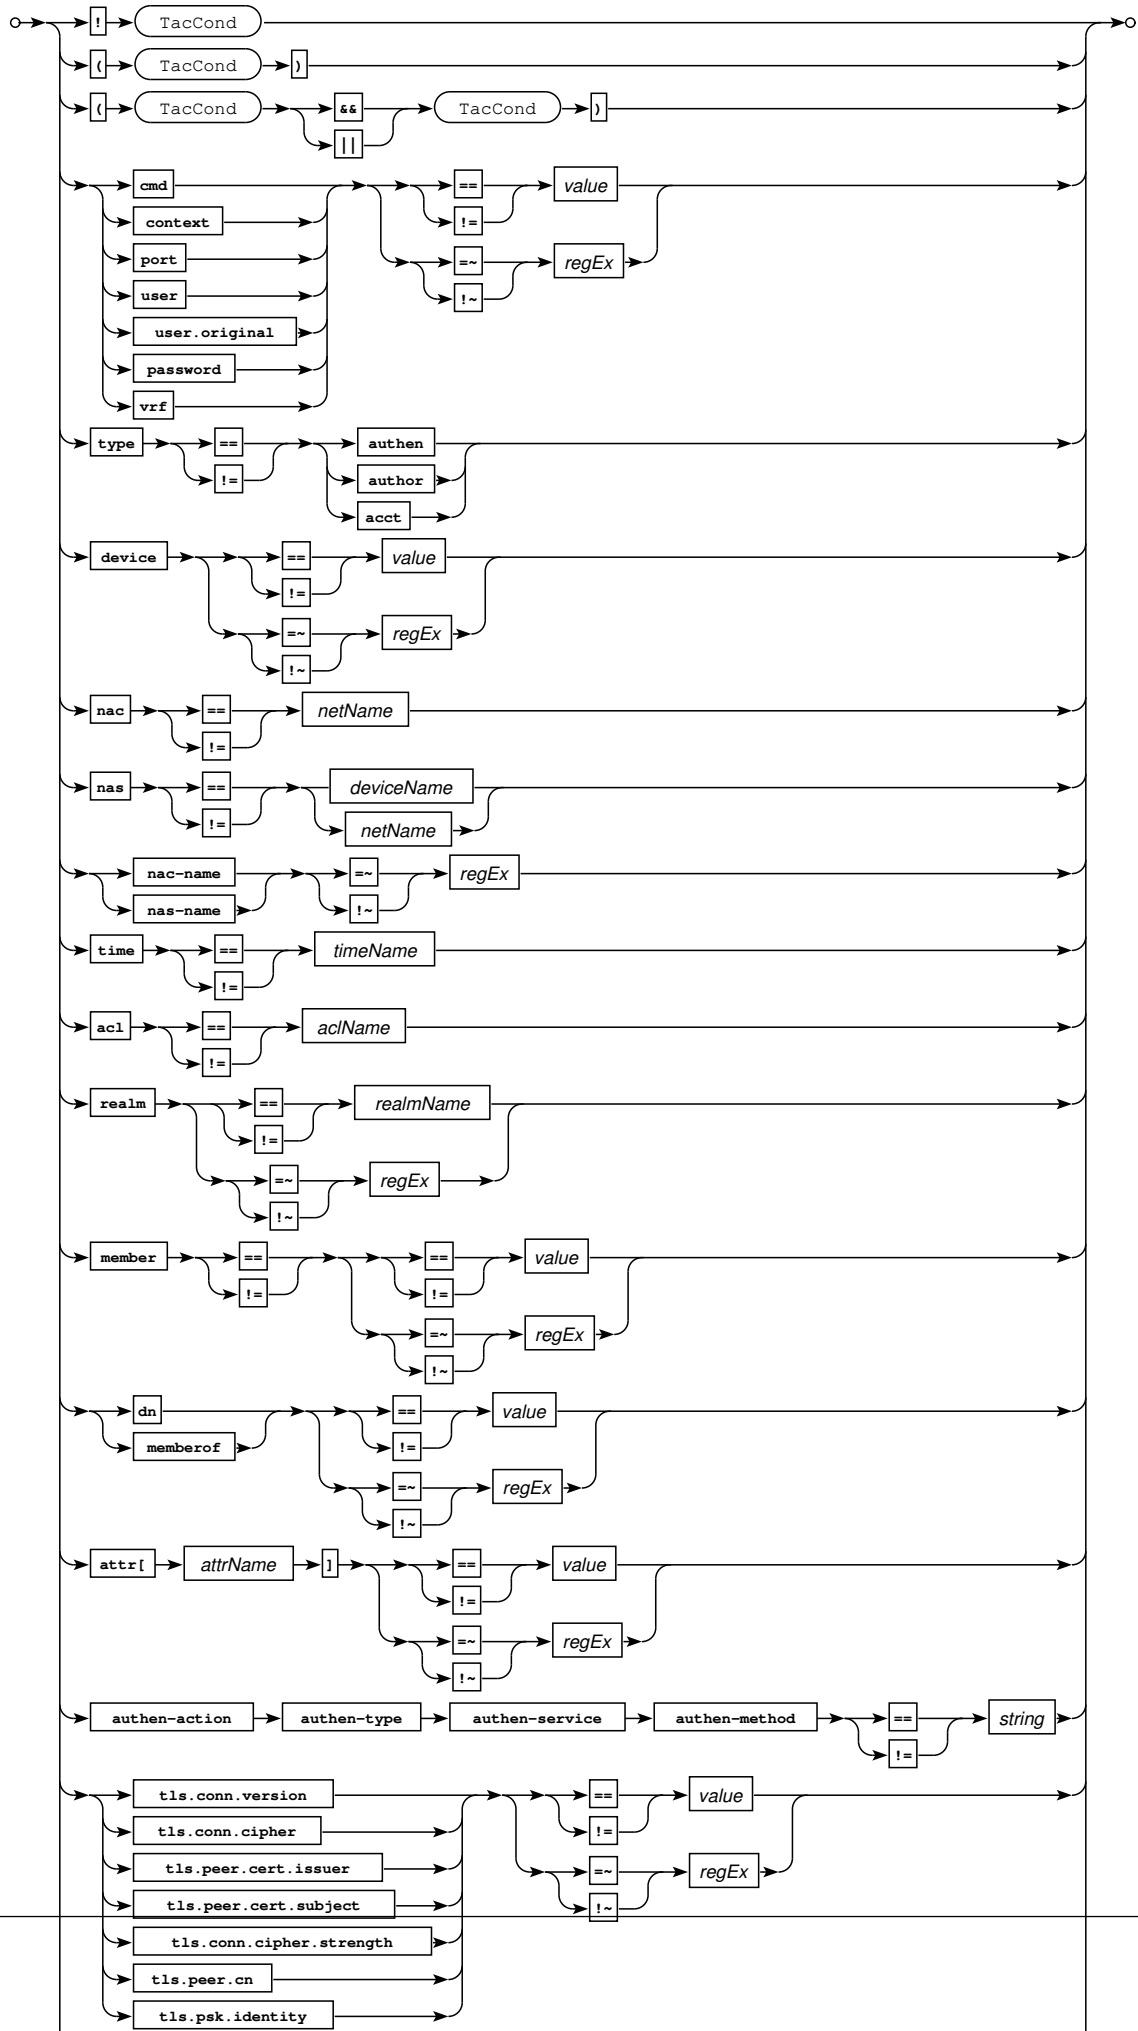 ! TacCond
( TacCond )
( TacCond && TacCond )
||
cmd == value
context !=
port =~ regEx
user !~
user.original
password
vrf
type == authen
!= author
acct
device == value
!=
=~ regEx
!~
nac == netName
!=
nas == deviceName
!= netName
nac-name =~ regEx
nas-name !~
time == timeName
!=
acl == aclName
!=
realm == realmName
!=
=~ regEx
!~
member == == value
!= !=
=~ regEx
!~
dn == value
memberof !=
=~ regEx
!~
attr[ attrName ] == value
!=
=~ regEx
!~
authen-action authen-type authen-service authen-method == string
!=
tls.conn.version == value
tls.conn.cipher !=
tls.peer.cert.issuer =~ regEx
tls.peer.cert.subject !~
tls.conn.cipher.strength
tls.peer.cn
tls.psk.identity